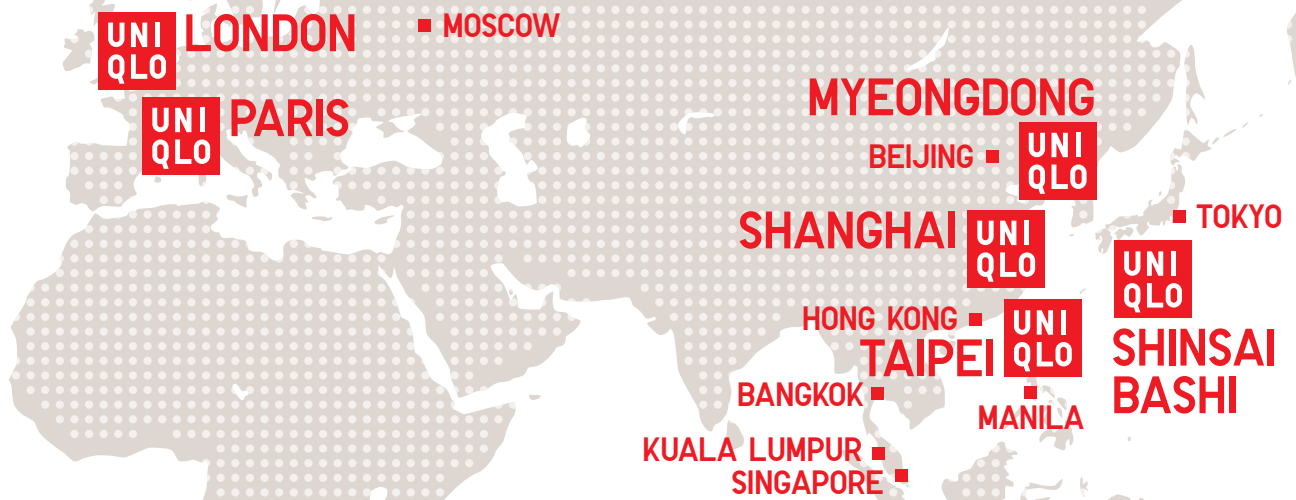 UNI
QLO
LONDON
MOSCOW
UNI
QLO
PARIS
MYEONGDONG
UNI
QLO
BEIJING
SHANGHAI
UNI
QLO
TOKYO
UNI
QLO
SHINSAI
BASHI
HONG KONG
UNI
QLO
TAIPEI
BANGKOK
MANILA
KUALA LUMPUR
SINGAPORE